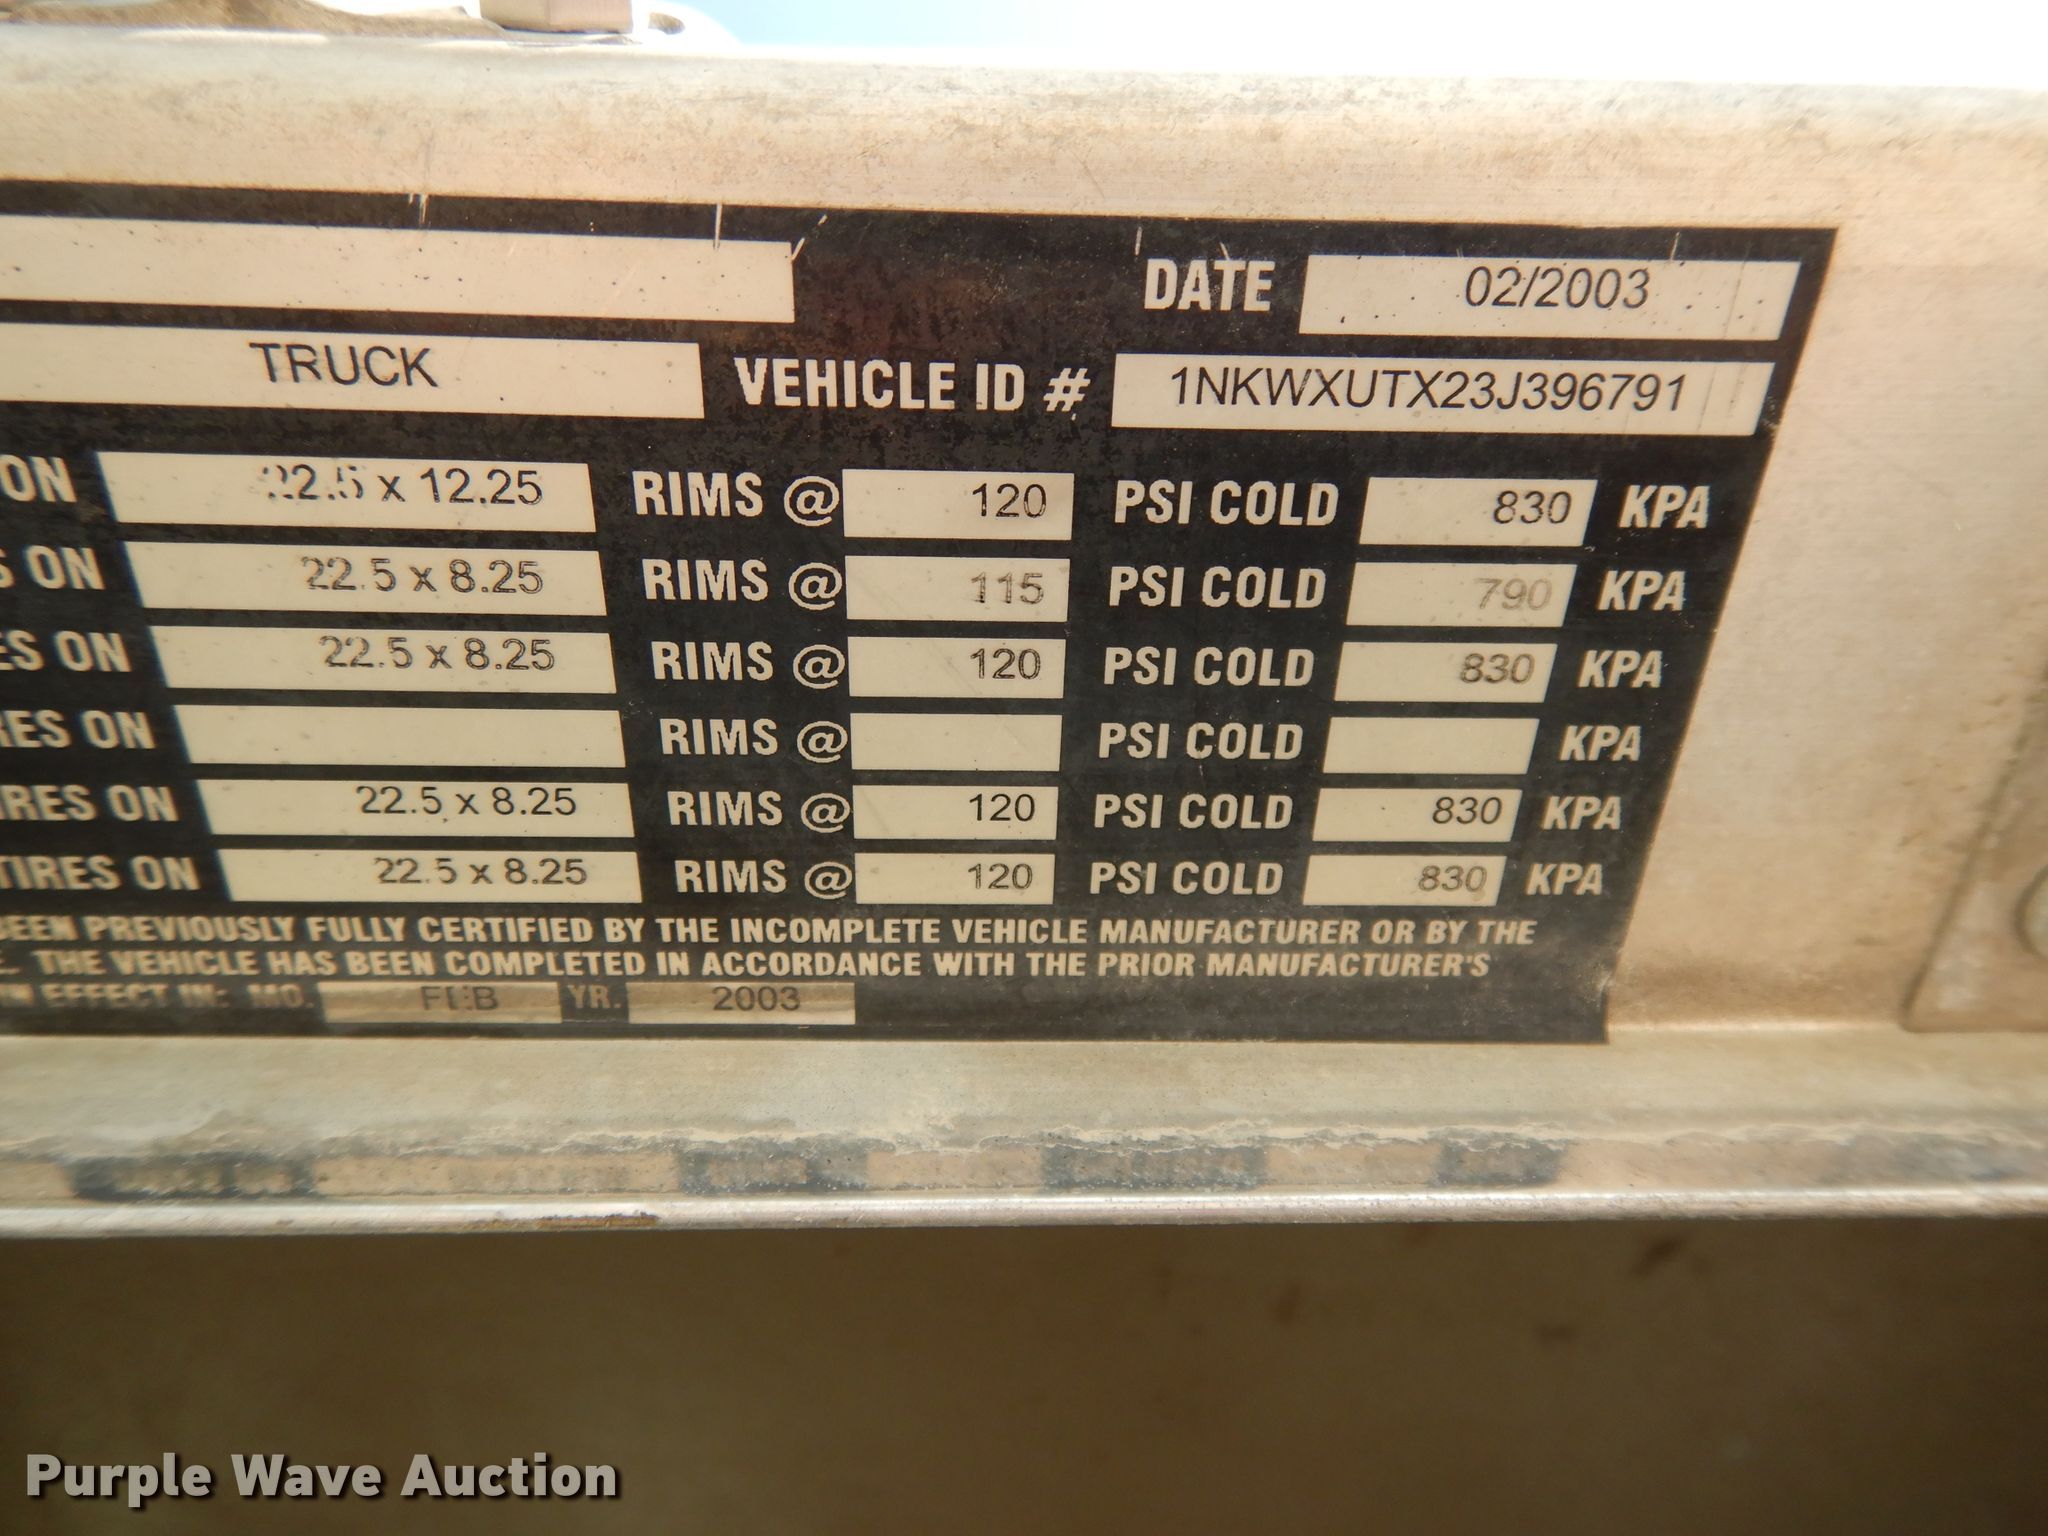 DATE 02/2003
TRUCK VEHICLE ID # 1NKWXUTX23J396791
ON 22.5 x 12.25 RIMS @ 120 PSI COLD 830 KPA
S ON 22.5 x 8.25 RIMS @ 115 PSI COLD 790 KPA
ES ON 22.5 x 8.25 RIMS @ 120 PSI COLD 830 KPA
RES ON RIMS @ PSI COLD KPA
IRES ON 22.5 x 8.25 RIMS @ 120 PSI COLD 830 KPA
TIRES ON 22.5 x 8.25 RIMS @ 120 PSI COLD 830 KPA
BEEN PREVIOUSLY FULLY CERTIFIED BY THE INCOMPLETE VEHICLE MANUFACTURER OR BY THE
E. THE VEHICLE HAS BEEN COMPLETED IN ACCORDANCE WITH THE PRIOR MANUFACTURER'S
IN EFFECT IN: MO. FEB YR. 2003
Purple Wave Auction